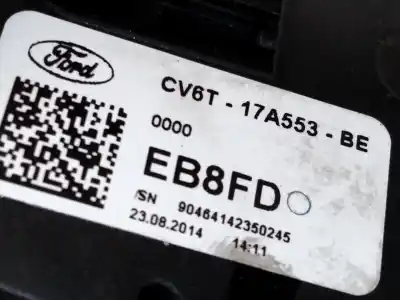 Ford
CV6T - 17A553 - BE
0000
EB8FD
/SN 90464142350245
23.08.2014 14:11